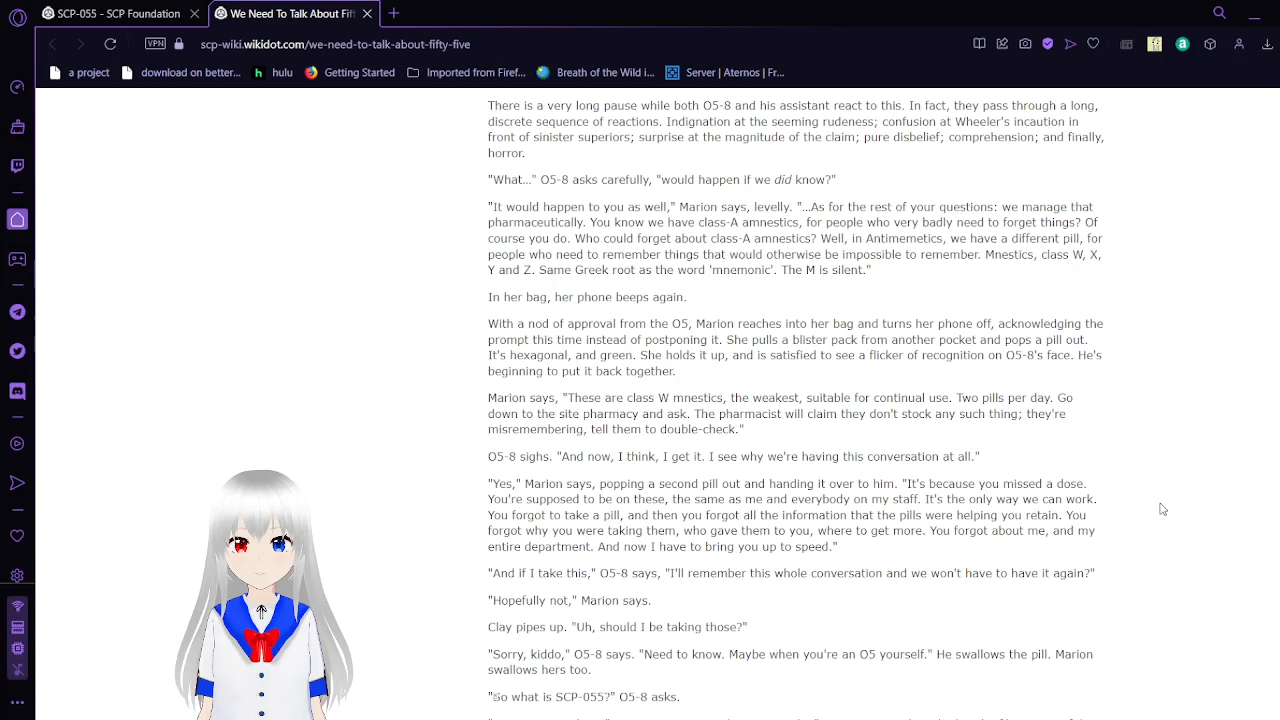 SCP-055 - SCP Foundation
We Need To Talk About Fift
VPN
scp-wiki.wikidot.com/we-need-to-talk-about-fifty-five
a project
download on better...
hulu
Getting Started
Imported from Firef...
Breath of the Wild i...
Server | Aternos | Fr...
There is a very long pause while both O5-8 and his assistant react to this. In fact, they pass through a long,
discrete sequence of reactions. Indignation at the seeming rudeness; confusion at Wheeler's incaution in
front of sinister superiors; surprise at the magnitude of the claim; pure disbelief; comprehension; and finally,
horror.
"What..." O5-8 asks carefully, "would happen if we did know?"
"It would happen to you as well," Marion says, levelly. "...As for the rest of your questions: we manage that
pharmaceutically. You know we have class-A amnestics, for people who very badly need to forget things? Of
course you do. Who could forget about class-A amnestics? Well, in Antimemetics, we have a different pill, for
people who need to remember things that would otherwise be impossible to remember. Mnestics, class W, X,
Y and Z. Same Greek root as the word 'mnemonic'. The M is silent."
In her bag, her phone beeps again.
With a nod of approval from the O5, Marion reaches into her bag and turns her phone off, acknowledging the
prompt this time instead of postponing it. She pulls a blister pack from another pocket and pops a pill out.
It's hexagonal, and green. She holds it up, and is satisfied to see a flicker of recognition on O5-8's face. He's
beginning to put it back together.
Marion says, "These are class W mnestics, the weakest, suitable for continual use. Two pills per day. Go
down to the site pharmacy and ask. The pharmacist will claim they don't stock any such thing; they're
misremembering, tell them to double-check."
O5-8 sighs. "And now, I think, I get it. I see why we're having this conversation at all."
"Yes," Marion says, popping a second pill out and handing it over to him. "It's because you missed a dose.
You're supposed to be on these, the same as me and everybody on my staff. It's the only way we can work.
You forgot to take a pill, and then you forgot all the information that the pills were helping you retain. You
forgot why you were taking them, who gave them to you, where to get more. You forgot about me, and my
entire department. And now I have to bring you up to speed."
"And if I take this," O5-8 says, "I'll remember this whole conversation and we won't have to have it again?"
"Hopefully not," Marion says.
Clay pipes up. "Uh, should I be taking those?"
"Sorry, kiddo," O5-8 says. "Need to know. Maybe when you're an O5 yourself." He swallows the pill. Marion
swallows hers too.
"So what is SCP-055?" O5-8 asks.